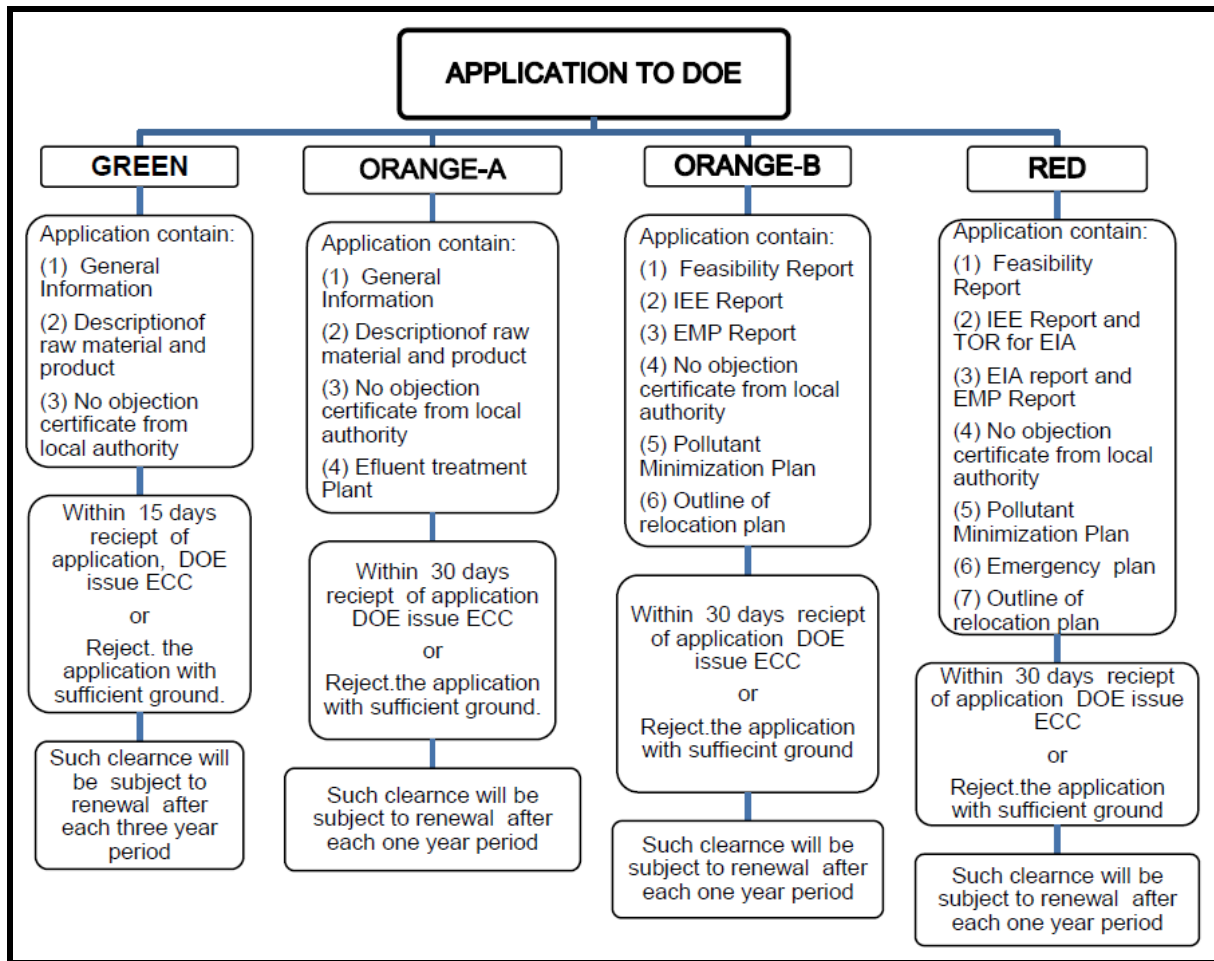 APPLICATION TO DOE
GREEN
Application contain:
(1) General
Information
(2) Descriptionof
raw material and
product
(3) No objection
certificate from
local authority
Within 15 days
reciept of
application, DOE
issue ECC
or
Reject. the
application with
sufficient ground.
Such clearnce will
be subject to
renewal after
each three year
period
ORANGE-A
Application contain:
(1) General
Information
(2) Descriptionof raw
material and product
(3) No objection
certificate from local
authority
(4) Efluent treatment
Plant
Within 30 days
reciept of application
DOE issue ECC
or
Reject.the application
with sufficient ground.
Such clearnce will be
subject to renewal after
each one year period
ORANGE-B
Application contain:
(1) Feasibility Report
(2) IEE Report
(3) EMP Report
(4) No objection
certificate from local
authority
(5) Pollutant
Minimization Plan
(6) Outline of
relocation plan
Within 30 days reciept
of application DOE
issue ECC
or
Reject.the application
with suffiecint ground
Such clearnce will be
subject to renewal after
each one year period
RED
Application contain:
(1) Feasibility
Report
(2) IEE Report and
TOR for EIA
(3) EIA report and
EMP Report
(4) No objection
certificate from local
authority
(5) Pollutant
Minimization Plan
(6) Emergency plan
(7) Outline of
relocation plan
Within 30 days reciept
of application DOE issue
ECC
or
Reject.the application
with sufficient ground
Such clearnce will be
subject to renewal after
each one year period